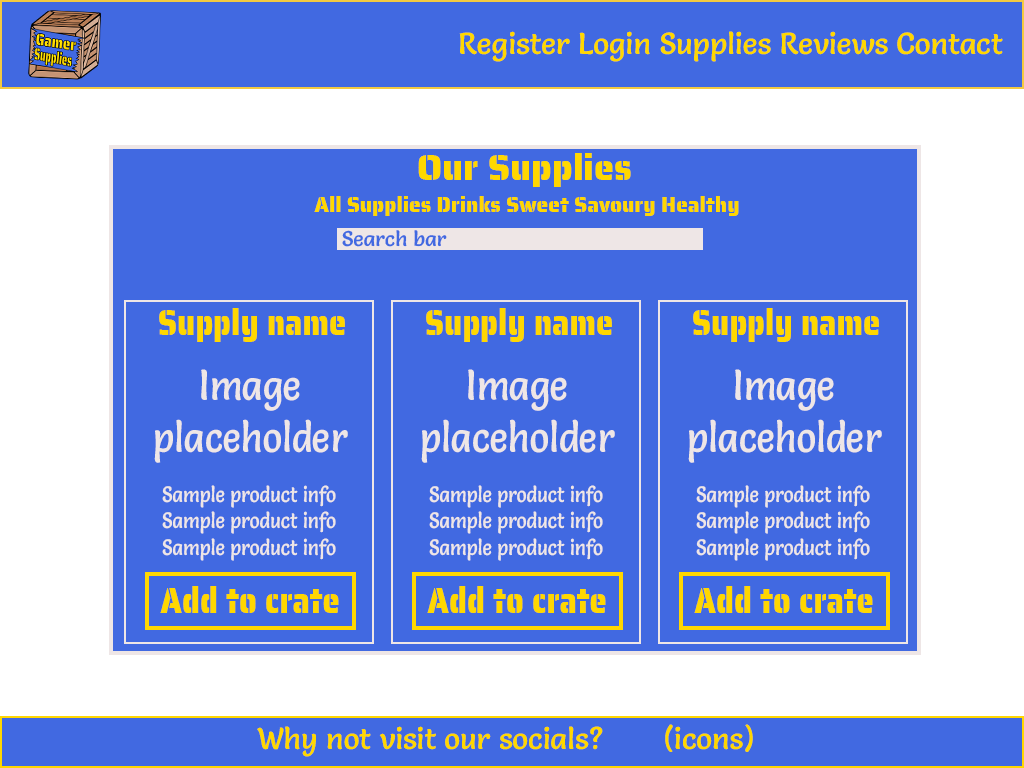 Gamer
Supplies
Register Login Supplies Reviews Contact
Our Supplies
All Supplies Drinks Sweet Savoury Healthy
Search bar
Supply name
Image
placeholder
Sample product info
Sample product info
Sample product info
Add to crate
Supply name
Image
placeholder
Sample product info
Sample product info
Sample product info
Add to crate
Supply name
Image
placeholder
Sample product info
Sample product info
Sample product info
Add to crate
Why not visit our socials? (icons)